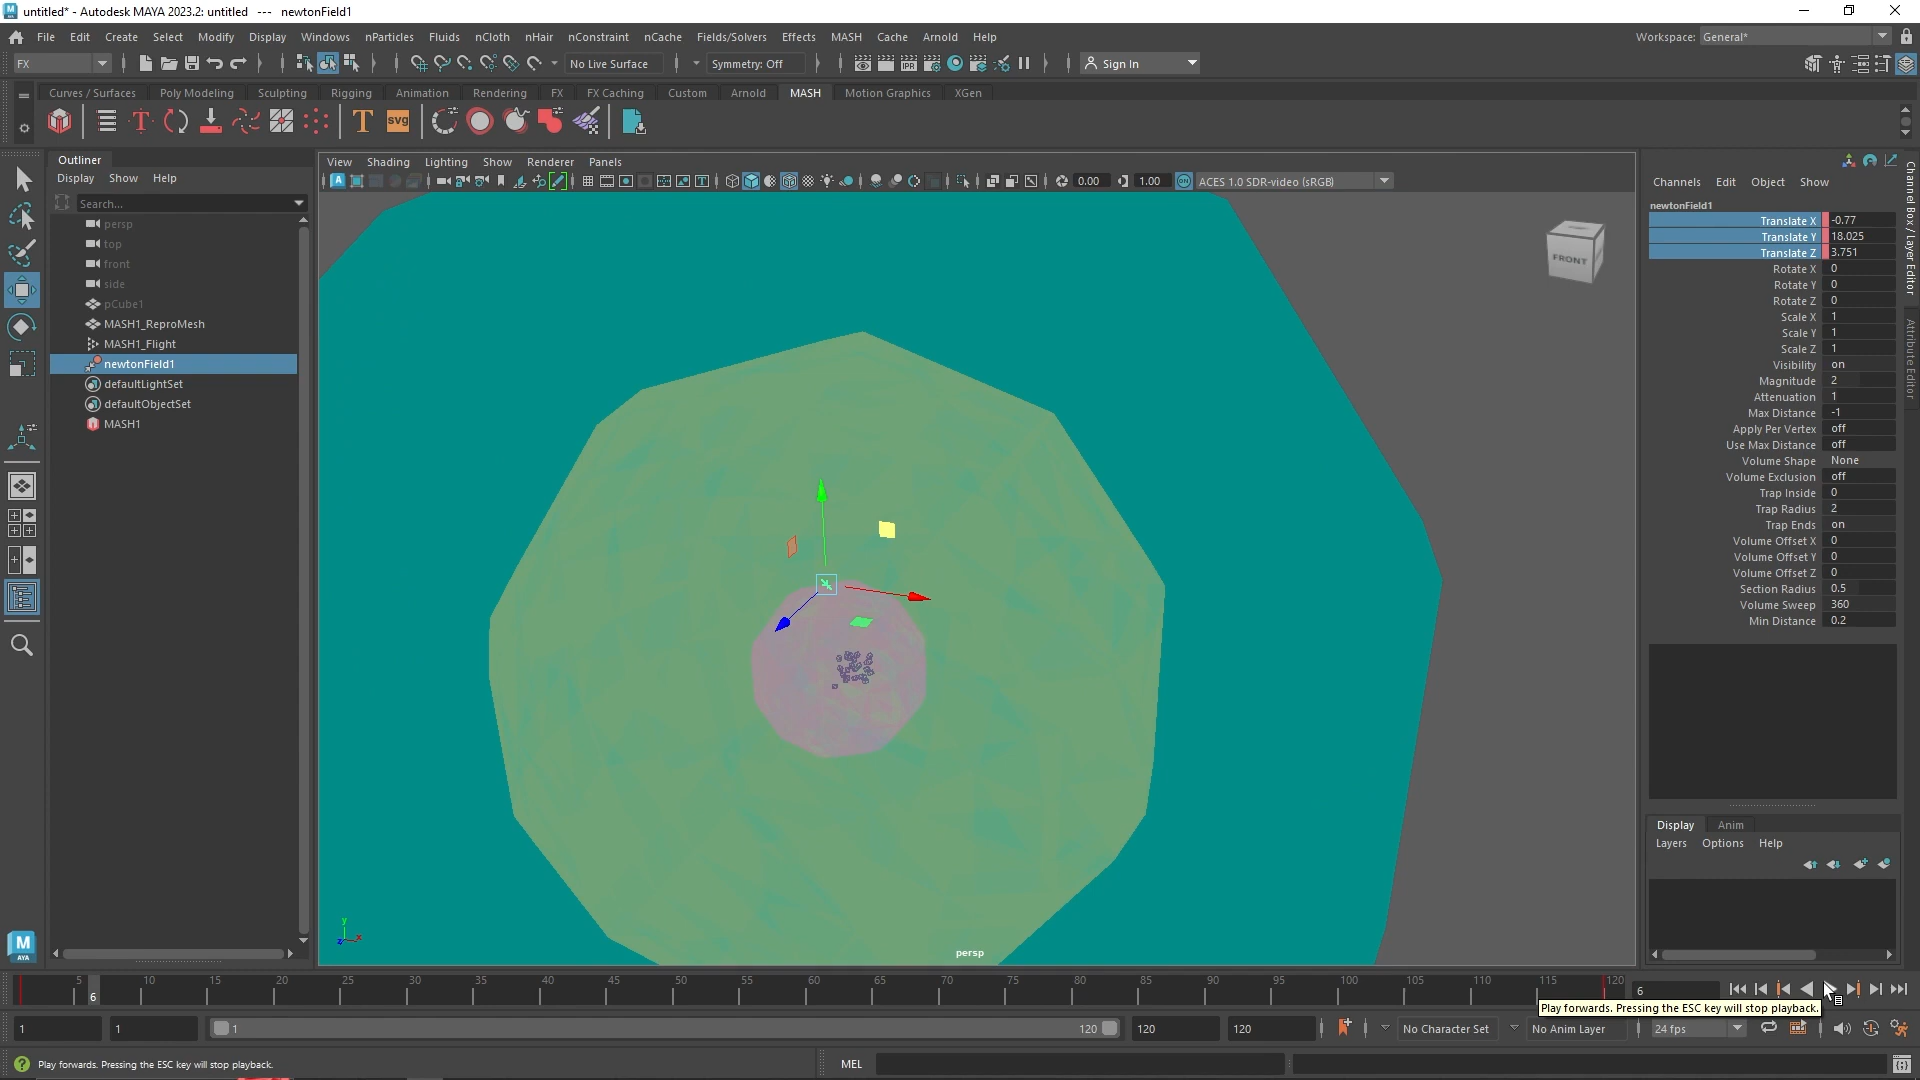 untitled* - Autodesk MAYA 2023.2: untitled --- newtonField1
File Edit Create Select Modify Display Windows nParticles Fluids nCloth nHair nConstraint nCache Fields/Solvers Effects MASH Cache Arnold Help
Workspace: General*
FX
No Live Surface
Symmetry: Off
IPR
Sign In
Curves / Surfaces Poly Modeling Sculpting Rigging Animation Rendering FX FX Caching Custom Arnold MASH Motion Graphics XGen
T T svg
Outliner
Display Show Help
Search...
persp
top
front
side
pCube1
MASH1_ReproMesh
MASH1_Flight
newtonField1
defaultLightSet
defaultObjectSet
MASH1
View Shading Lighting Show Renderer Panels
0.00 1.00 ON ACES 1.0 SDR-video (sRGB)
FRONT
y
z x
persp
Channels Edit Object Show
newtonField1
Translate X -0.77
Translate Y 18.025
Translate Z 3.751
Rotate X 0
Rotate Y 0
Rotate Z 0
Scale X 1
Scale Y 1
Scale Z 1
Visibility on
Magnitude 2
Attenuation 1
Max Distance -1
Apply Per Vertex off
Use Max Distance off
Volume Shape None
Volume Exclusion off
Trap Inside 0
Trap Radius 2
Trap Ends on
Volume Offset X 0
Volume Offset Y 0
Volume Offset Z 0
Section Radius 0.5
Volume Sweep 360
Min Distance 0.2
Channel Box / Layer Editor
Attribute Editor
Display Anim
Layers Options Help
M
AYA
5 10 15 20 25 30 35 40 45 50 55 60 65 70 75 80 85 90 95 100 105 110 115 120
6
6
Play forwards. Pressing the ESC key will stop playback.
1 1 1 120 120 120
No Character Set
No Anim Layer
24 fps
Play forwards. Pressing the ESC key will stop playback.
MEL